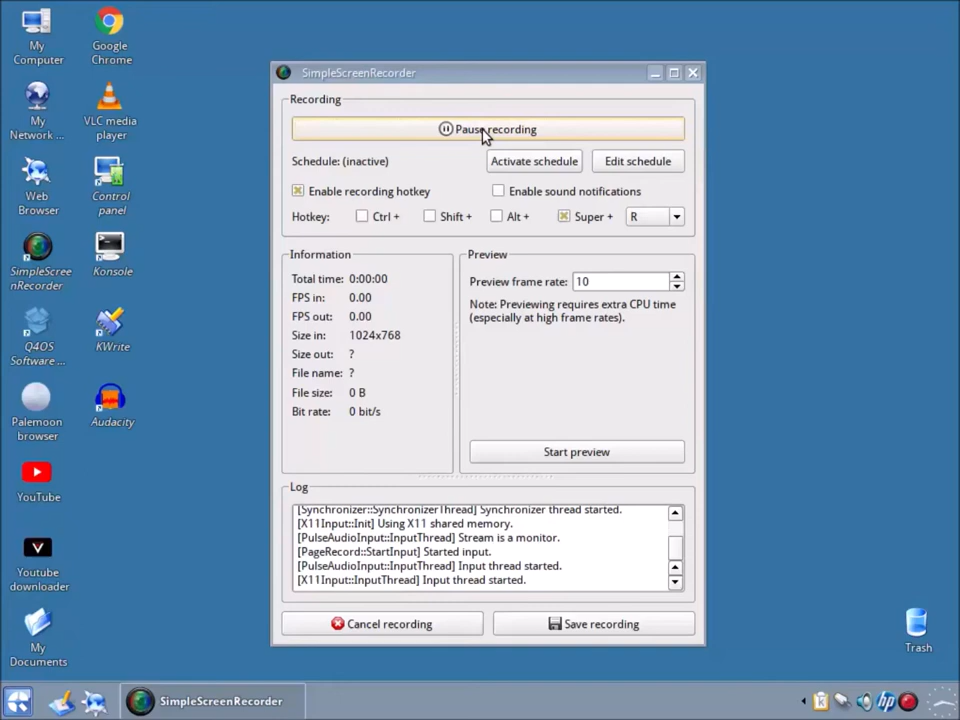 My
Computer
Google
Chrome
My
Network ...
VLC media
player
Web
Browser
Control
panel
SimpleScree
nRecorder
Konsole
Q4OS
Software ...
KWrite
Palemoon
browser
Audacity
YouTube
Youtube
downloader
My
Documents
Trash
SimpleScreenRecorder
Recording
Pause recording
Schedule: (inactive)
Activate schedule
Edit schedule
Enable recording hotkey
Enable sound notifications
Hotkey: Ctrl + Shift + Alt + Super + R
Information
Total time: 0:00:00
FPS in: 0.00
FPS out: 0.00
Size in: 1024x768
Size out: ?
File name: ?
File size: 0 B
Bit rate: 0 bit/s
Preview
Preview frame rate: 10
Note: Previewing requires extra CPU time
(especially at high frame rates).
Start preview
Log
[Synchronizer::SynchronizerThread] Synchronizer thread started.
[X11Input::Init] Using X11 shared memory.
[PulseAudioInput::InputThread] Stream is a monitor.
[PageRecord::StartInput] Started input.
[PulseAudioInput::InputThread] Input thread started.
[X11Input::InputThread] Input thread started.
Cancel recording
Save recording
SimpleScreenRecorder
K
hp